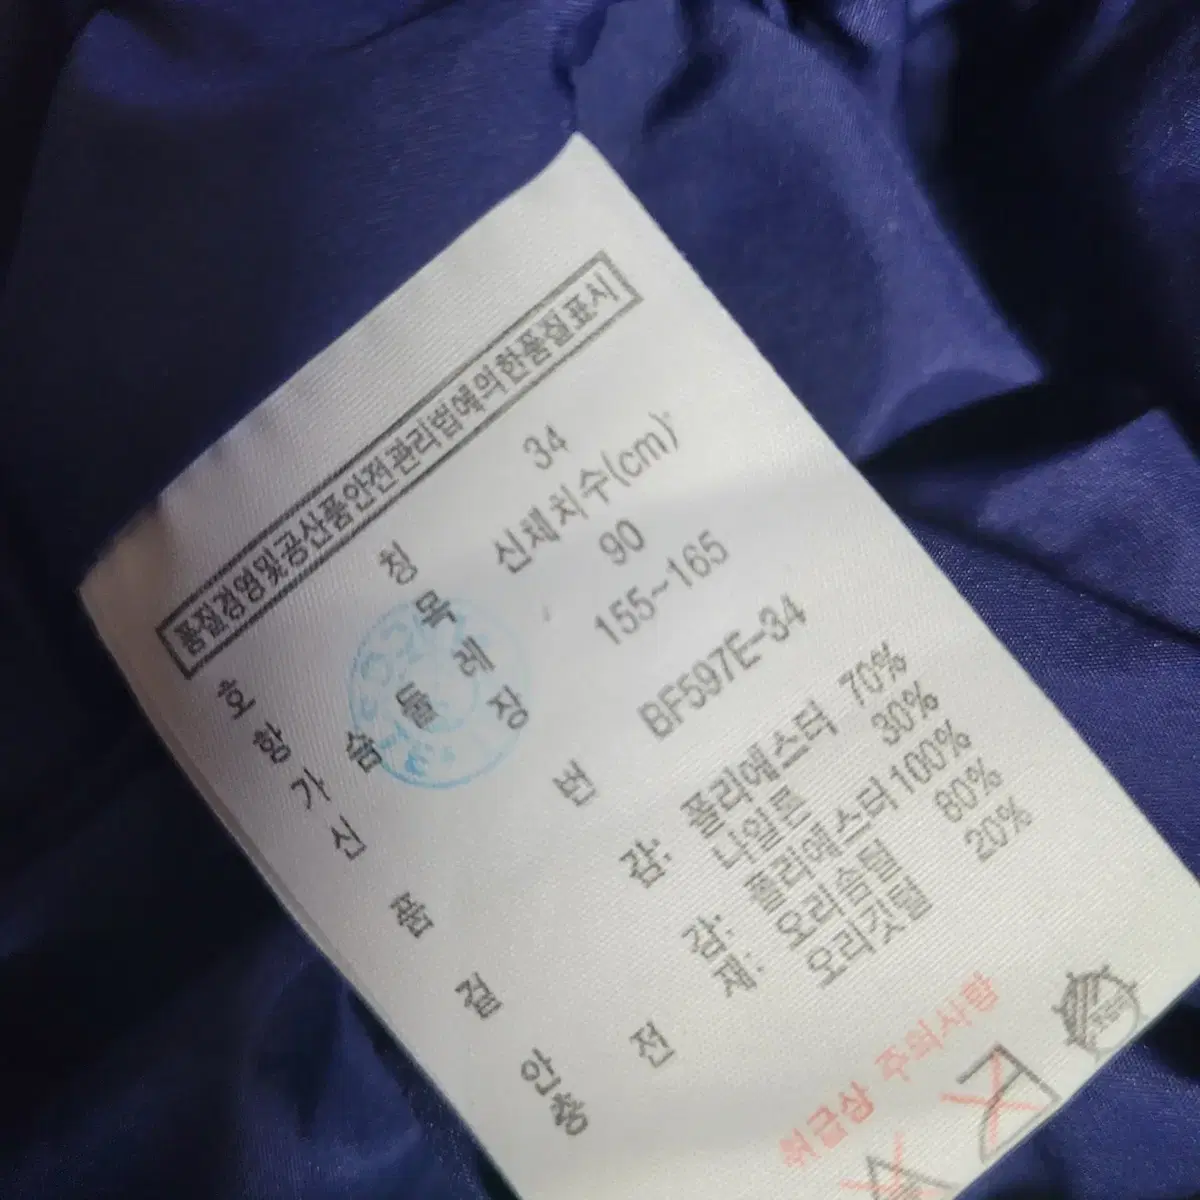 품질경영및공산품안전관리법에의한품질표시
호 칭 34
항 목 신체치수(cm)
가 슴 둘 레 90
신 장 155~165
품 번 BF597E-34
겉 감: 폴리에스터 70%
나일론 30%
안 감: 폴리에스터 100%
충 전 재: 오리솜털 80%
오리깃털 20%
취급상 주의사항